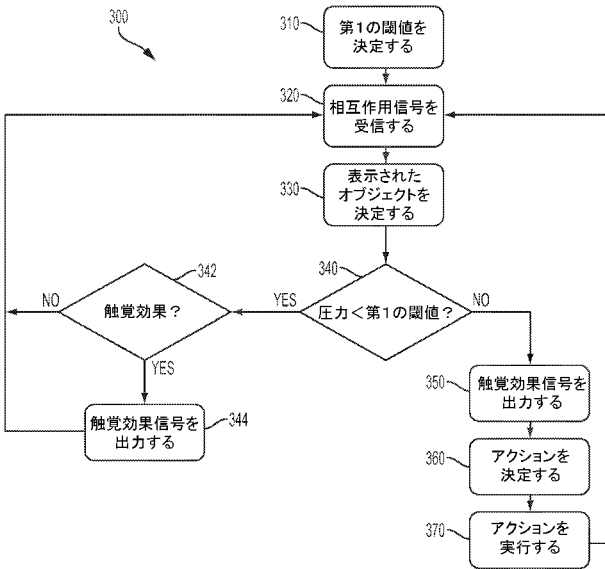 300
310
第1の閾値を
決定する
320
相互作用信号を
受信する
330
表示された
オブジェクトを
決定する
340
圧力<第1の閾値?
YES
NO
342
触覚効果?
NO
YES
触覚効果信号を
出力する
344
350
触覚効果信号を
出力する
360
アクションを
決定する
370
アクションを
実行する